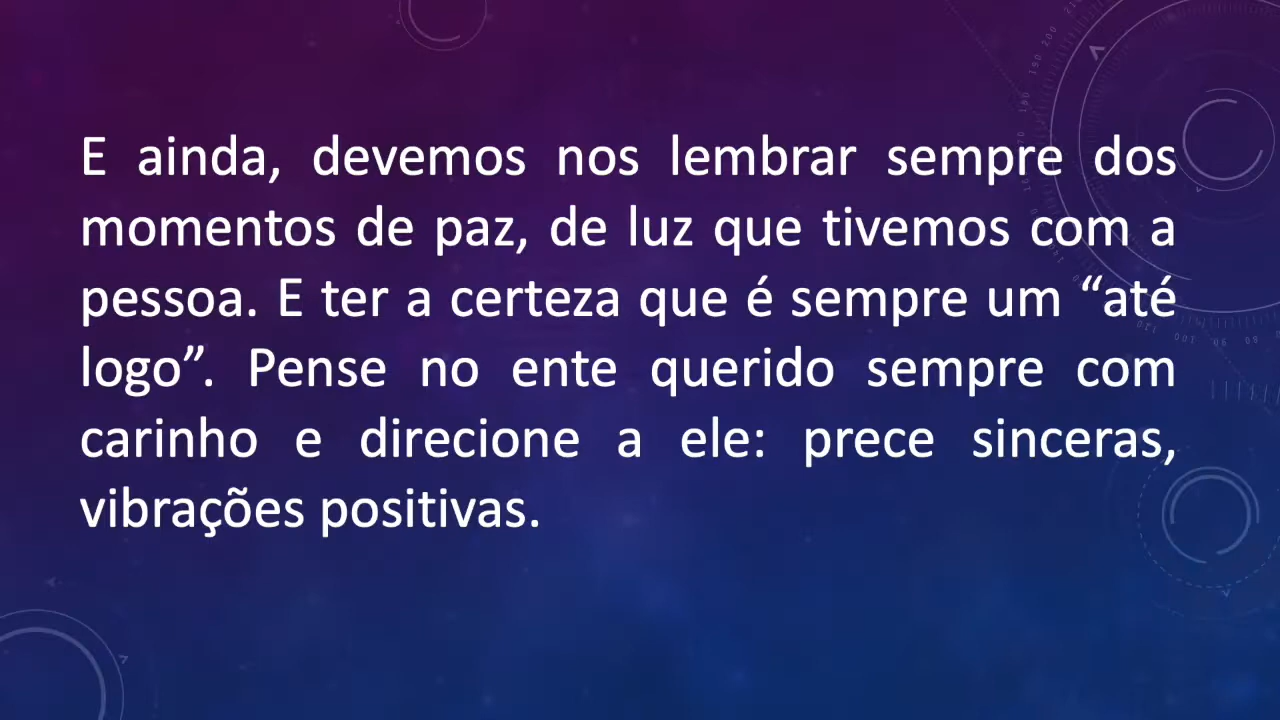 E ainda, devemos nos lembrar sempre dos
momentos de paz, de luz que tivemos com a
pessoa. E ter a certeza que é sempre um “até
logo”. Pense no ente querido sempre com
carinho e direcione a ele: prece sinceras,
vibrações positivas.